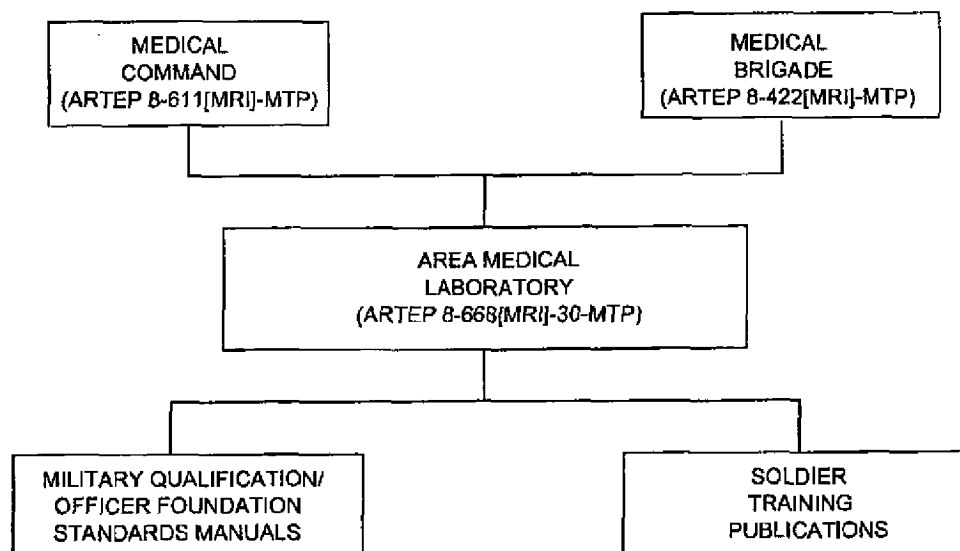 MEDICAL
COMMAND
(ARTEP 8-611[MRI]-MTP)
MEDICAL
BRIGADE
(ARTEP 8-422[MRI]-MTP)
AREA MEDICAL
LABORATORY
(ARTEP 8-668[MRI]-30-MTP)
MILITARY QUALIFICATION/
OFFICER FOUNDATION
STANDARDS MANUALS
SOLDIER
TRAINING
PUBLICATIONS